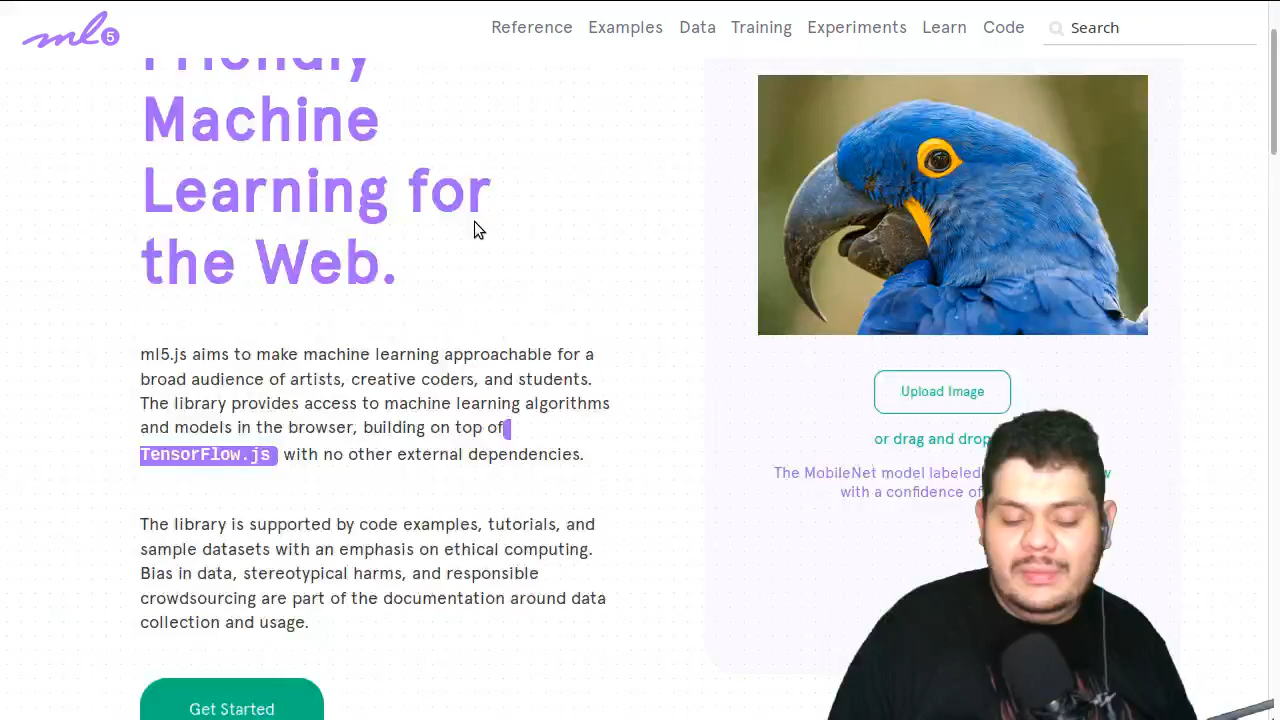 ml5
Reference Examples Data Training Experiments Learn Code Search
Friendly
Machine
Learning for
the Web.
ml5.js aims to make machine learning approachable for a
broad audience of artists, creative coders, and students.
The library provides access to machine learning algorithms
and models in the browser, building on top of
TensorFlow.js with no other external dependencies.
The library is supported by code examples, tutorials, and
sample datasets with an emphasis on ethical computing.
Bias in data, stereotypical harms, and responsible
crowdsourcing are part of the documentation around data
collection and usage.
Get Started
Upload Image
or drag and drop
The MobileNet model labeled
with a confidence of